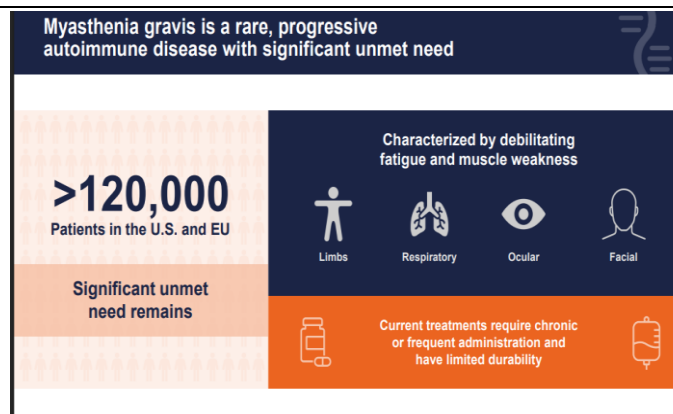 Myasthenia gravis is a rare, progressive
autoimmune disease with significant unmet need
>120,000
Patients in the U.S. and EU
Significant unmet
need remains
Characterized by debilitating
fatigue and muscle weakness
Limbs
Respiratory
Ocular
Facial
Current treatments require chronic
or frequent administration and
have limited durability